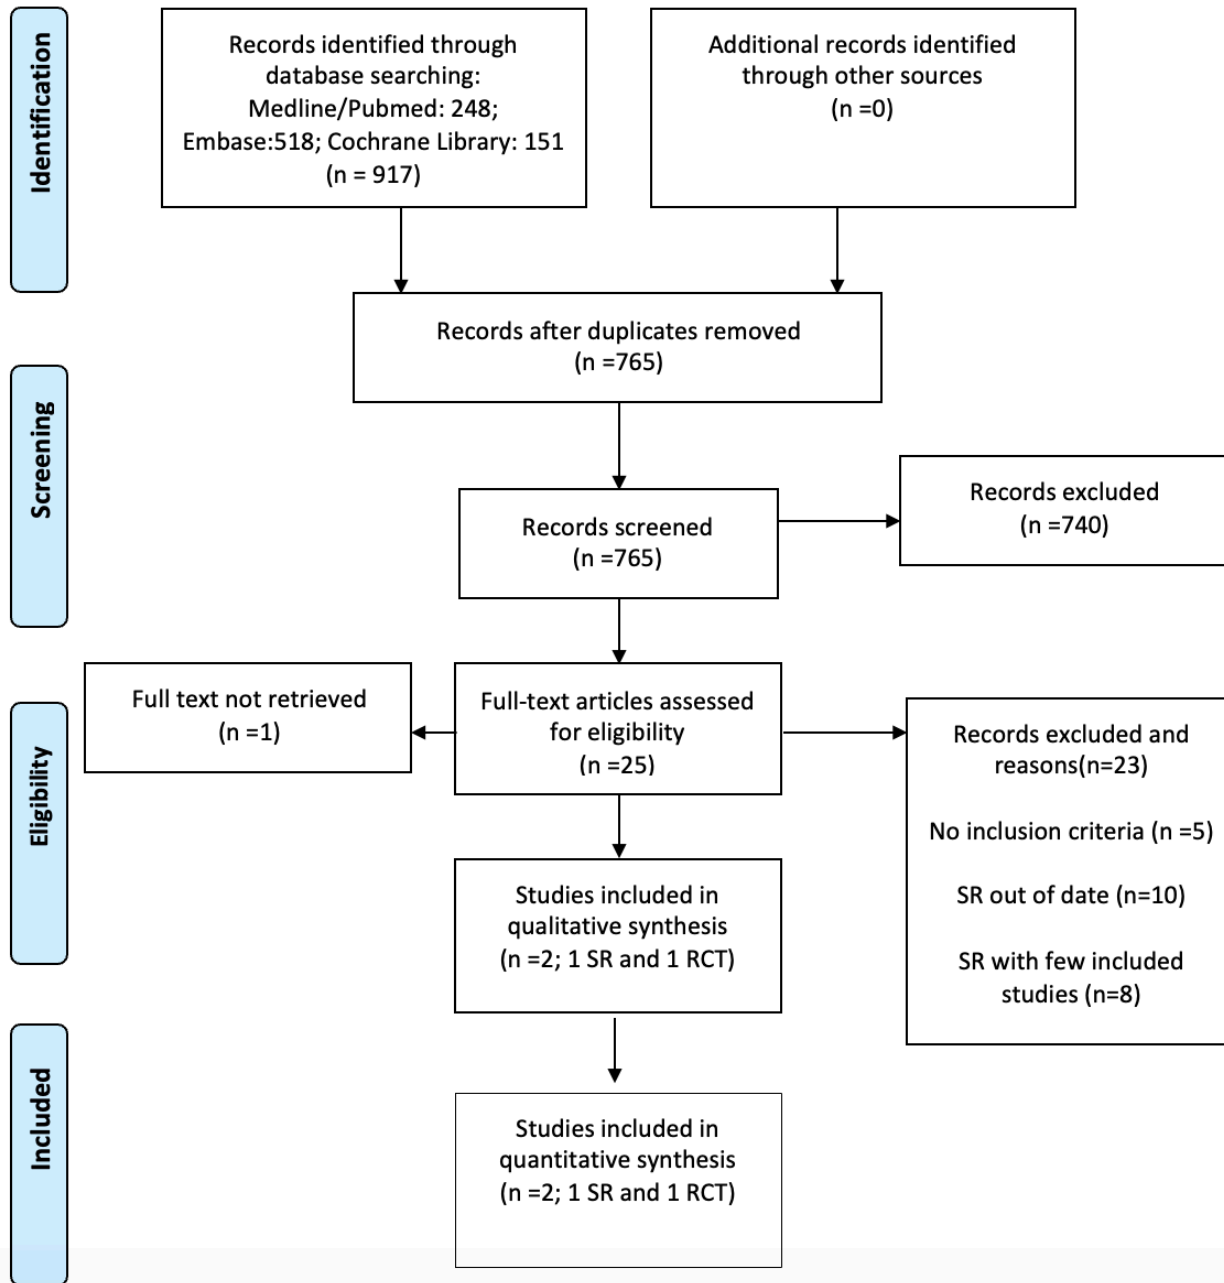 Identification
Records identified through
database searching:
Medline/Pubmed: 248;
Embase:518; Cochrane Library: 151
(n = 917)
Additional records identified
through other sources
(n =0)
Records after duplicates removed
(n =765)
Screening
Records screened
(n =765)
Records excluded
(n =740)
Eligibility
Full text not retrieved
(n =1)
Full-text articles assessed
for eligibility
(n =25)
Records excluded and
reasons(n=23)
No inclusion criteria (n =5)
SR out of date (n=10)
SR with few included
studies (n=8)
Studies included in
qualitative synthesis
(n =2; 1 SR and 1 RCT)
Included
Studies included in
quantitative synthesis
(n =2; 1 SR and 1 RCT)